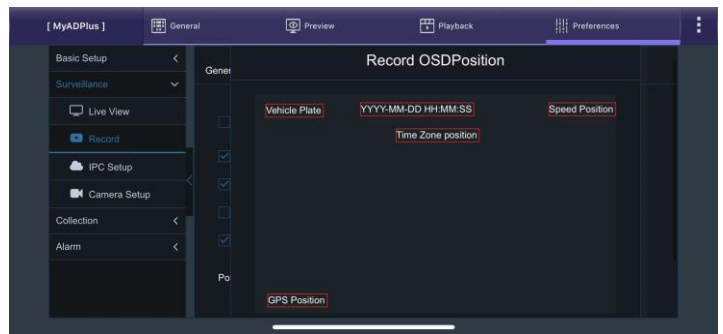 [ MyADPlus ]
General
Preview
Playback
Preferences
Basic Setup
Surveillance
Live View
Record
IPC Setup
Camera Setup
Collection
Alarm
Gener
Po
Record OSDPosition
Vehicle Plate
YYYY-MM-DD HH:MM:SS
Speed Position
Time Zone position
GPS Position